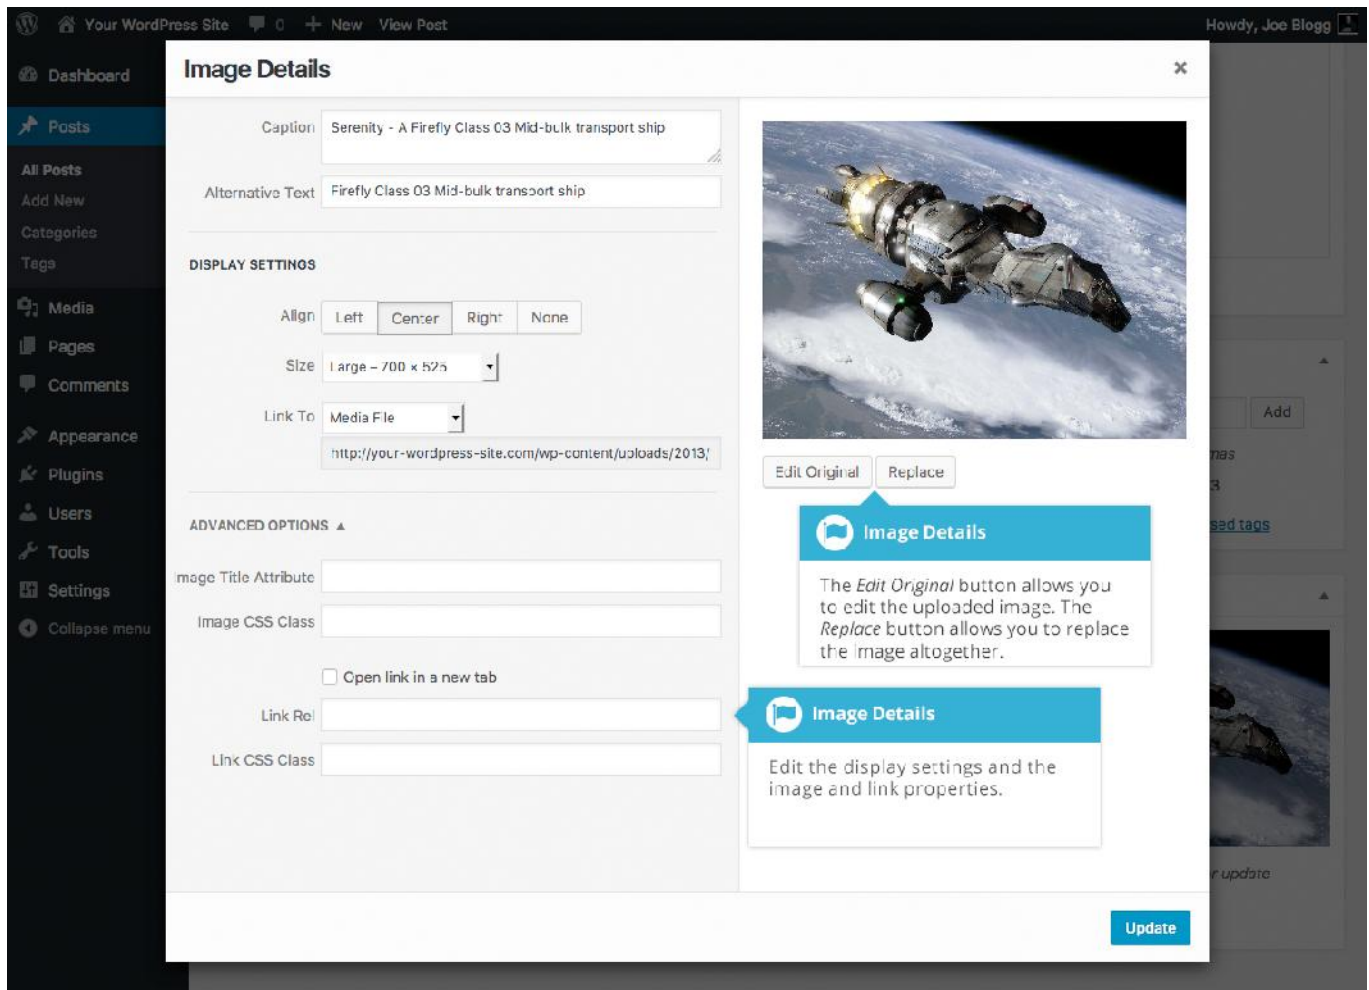 Your WordPress Site 0 + New View Post
Howdy, Joe Blogg
Dashboard
Posts
All Posts
Add New
Categories
Tags
Media
Pages
Comments
Appearance
Plugins
Users
Tools
Settings
Collapse menu
Image Details
Caption Serenity - A Firefly Class 03 Mid-bulk transport ship
Alternative Text Firefly Class 03 Mid-bulk transport ship
DISPLAY SETTINGS
Align Left Center Right None
Size Large – 700 × 525
Link To Media File
http://your-wordpress-site.com/wp-content/uploads/2013/
ADVANCED OPTIONS
Image Title Attribute
Image CSS Class
Open link in a new tab
Link Rel
Link CSS Class
Edit Original Replace
Image Details
The Edit Original button allows you
to edit the uploaded image. The
Replace button allows you to replace
the image altogether.
Image Details
Edit the display settings and the
image and link properties.
Update
Add
sed tags
r update